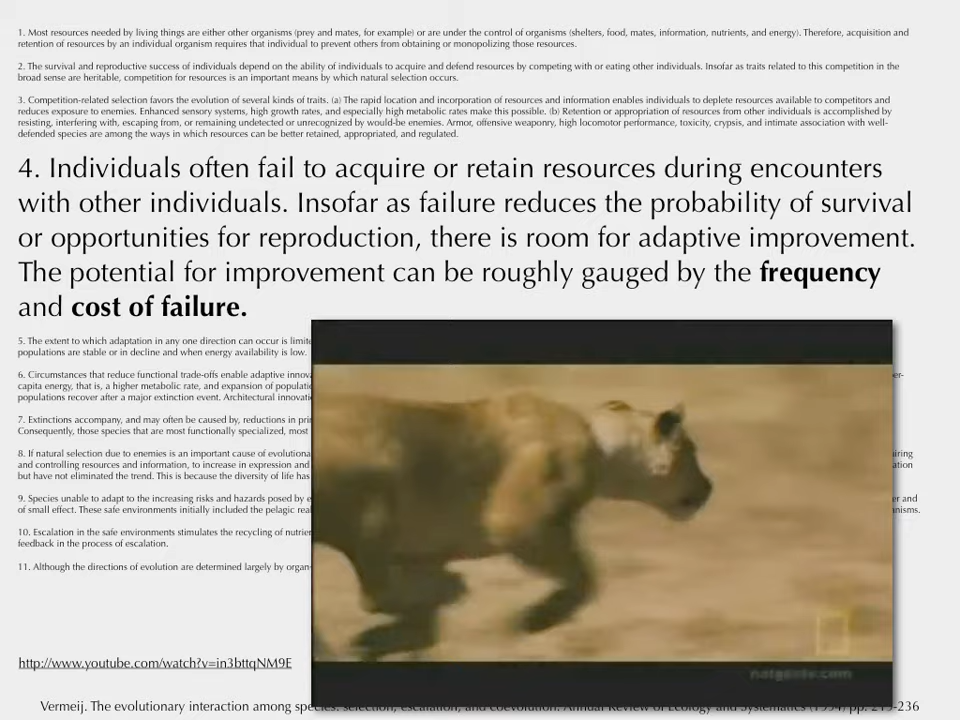 1. Most resources needed by living things are either other organisms (prey and mates, for example) or are under the control of organisms (shelters, food, mates, information, nutrients, and energy). Therefore, acquisition and
retention of resources by an individual organism requires that individual to prevent others from obtaining or monopolizing those resources.
2. The survival and reproductive success of individuals depend on the ability of individuals to acquire and defend resources by competing with or eating other individuals. Insofar as traits related to this competition in the
broad sense are heritable, competition for resources is an important means by which natural selection occurs.
3. Competition-related selection favors the evolution of several kinds of traits. (a) The rapid location and incorporation of resources and information enables individuals to deplete resources available to competitors and
reduces exposure to enemies. Enhanced sensory systems, high growth rates, and especially high metabolic rates make this possible. (b) Retention or appropriation of resources from other individuals is accomplished by
resisting, interfering with, escaping from, or remaining undetected or unrecognized by would-be enemies. Armor, offensive weaponry, high locomotor performance, toxicity, crypsis, and intimate association with well-
defended species are among the ways in which resources can be better retained, appropriated, and regulated.
4. Individuals often fail to acquire or retain resources during encounters
with other individuals. Insofar as failure reduces the probability of survival
or opportunities for reproduction, there is room for adaptive improvement.
The potential for improvement can be roughly gauged by the frequency
and cost of failure.
5. The extent to which adaptation in any one direction can occur is
populations are stable or in decline and when energy availability is low.
6. Circumstances that reduce functional trade-offs enable adaptive per-
capita energy, that is, a higher metabolic rate, and expansion of
populations recover after a major extinction event. Architectural
7. Extinctions accompany, and may often be caused by, reductions in
Consequently, those species that are most functionally specialized, most
8. If natural selection due to enemies is an important cause of
and controlling resources and information, to increase in expression and
but have not eliminated the trend. This is because the diversity of life has
9. Species unable to adapt to the increasing risks and hazards posed by and
of small effect. These safe environments initially included the pelagic
10. Escalation in the safe environments stimulates the recycling of
feedback in the process of escalation.
11. Although the directions of evolution are determined largely by
natgeotv.com
http://www.youtube.com/watch?v=in3bttqNM9E
Vermeij. The evolutionary interaction among species: selection, escalation, and coevolution. Annual Review of Ecology and Systematics (1994) pp. 219-236